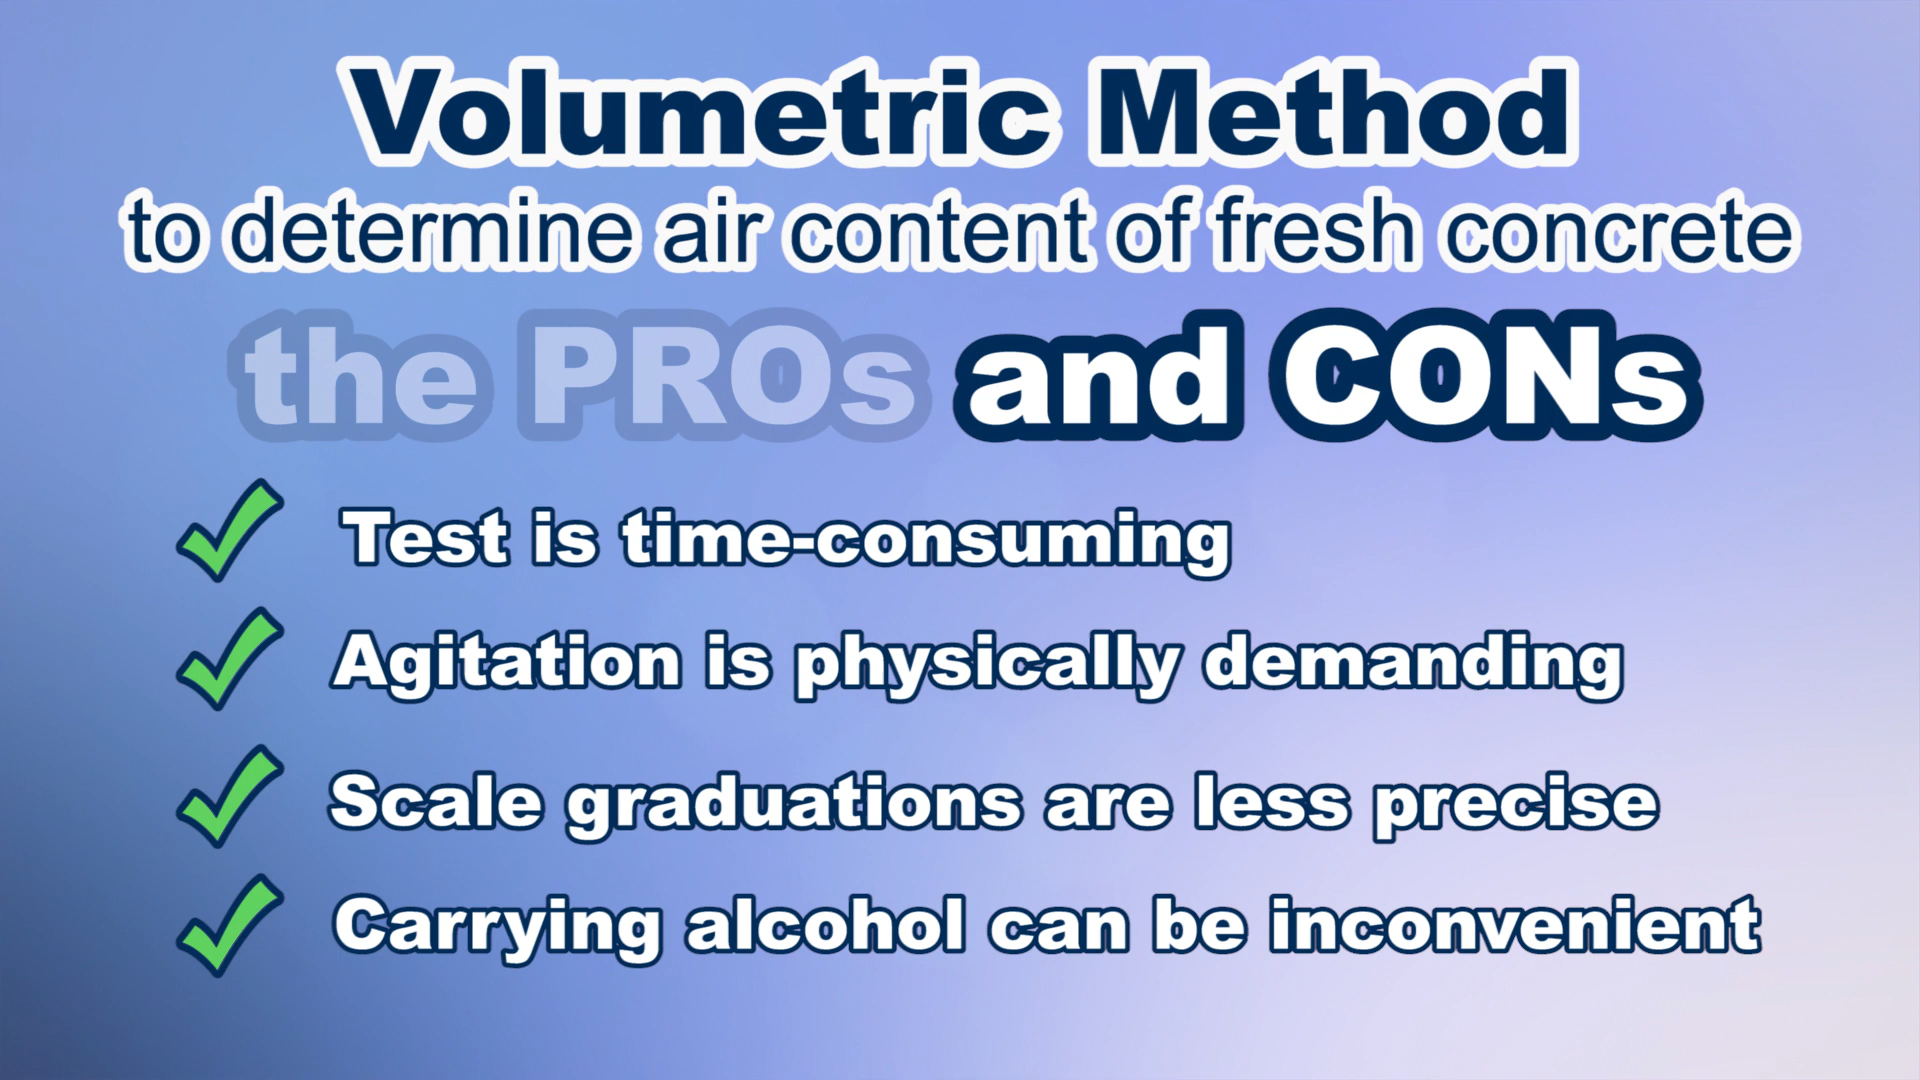 Volumetric Method
to determine air content of fresh concrete
the PROs and CONs
Test is time-consuming
Agitation is physically demanding
Scale graduations are less precise
Carrying alcohol can be inconvenient